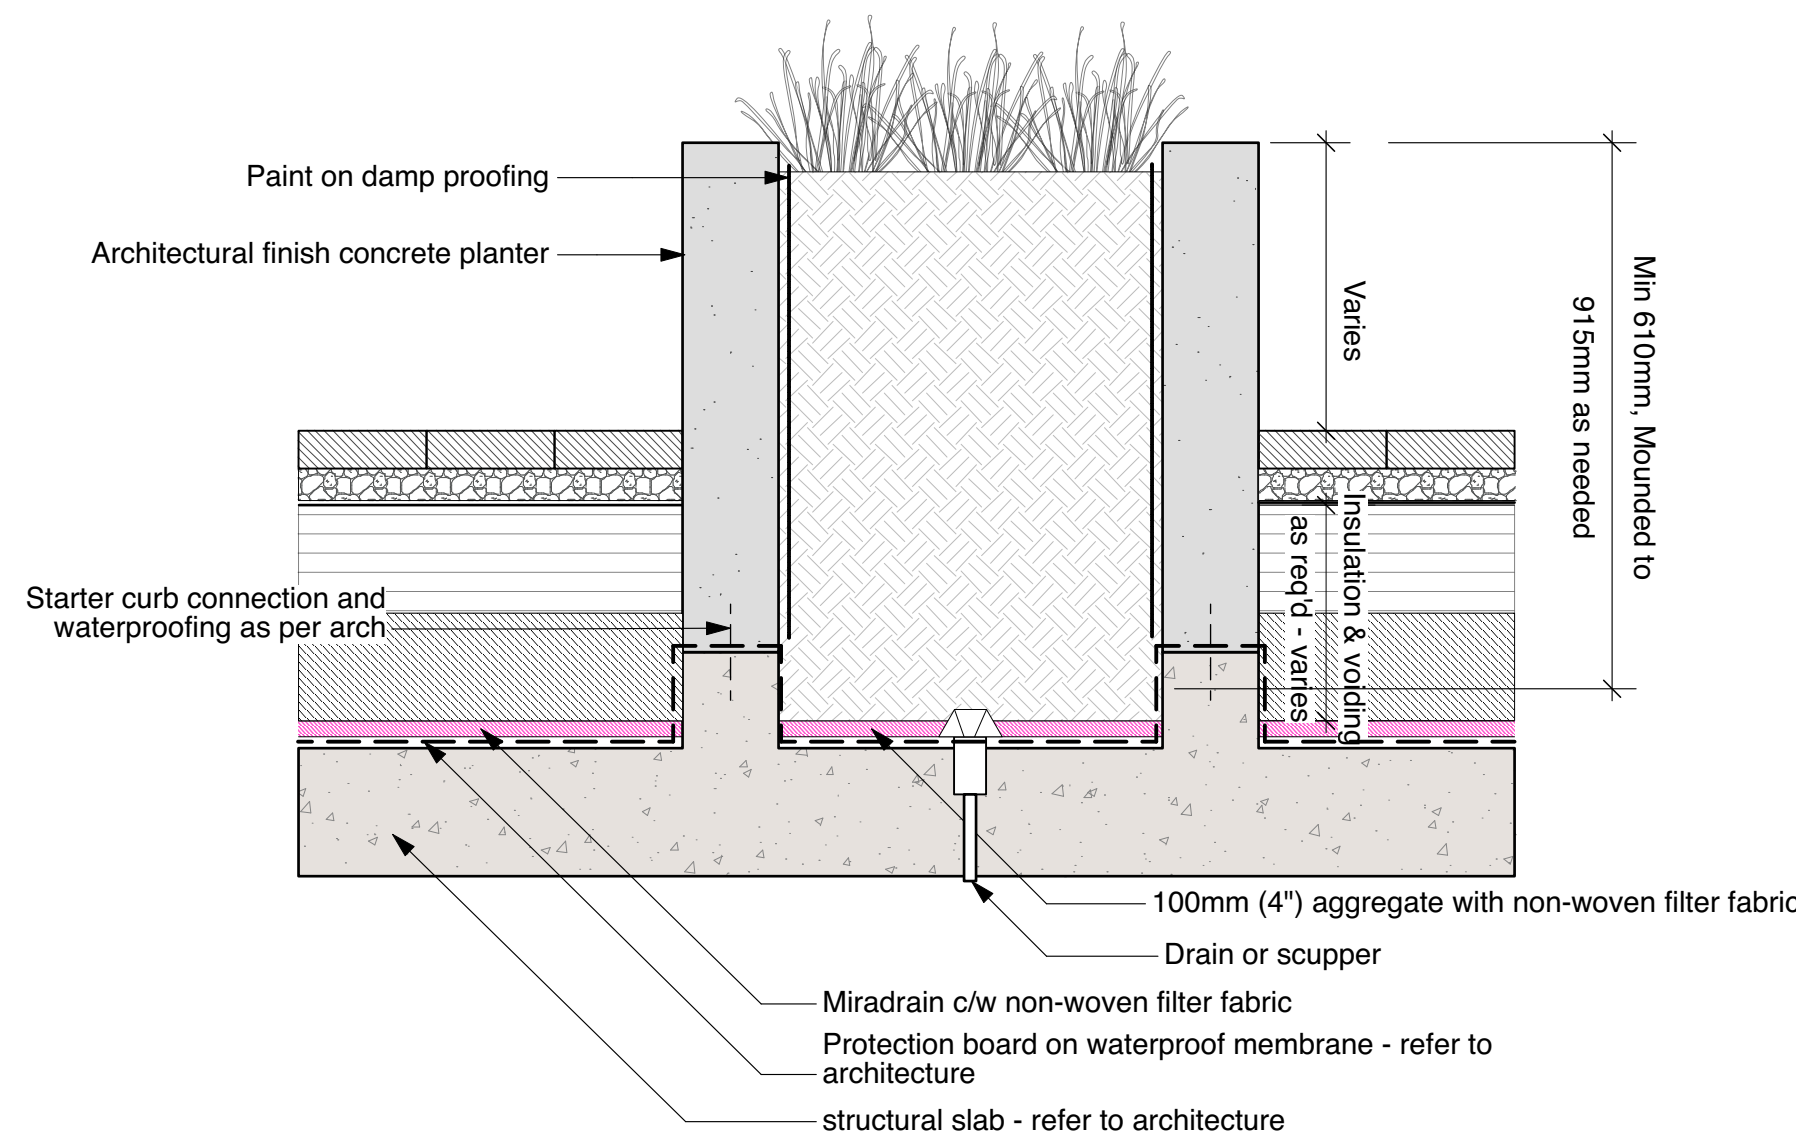 Paint on damp proofing
Architectural finish concrete planter
Starter curb connection and
waterproofing as per arch
Varies
Min 610mm, Mounded to
915mm as needed
Insulation & voiding
as req'd - varies
100mm (4") aggregate with non-woven filter fabric
Drain or scupper
Miradrain c/w non-woven filter fabric
Protection board on waterproof membrane - refer to
architecture
structural slab - refer to architecture